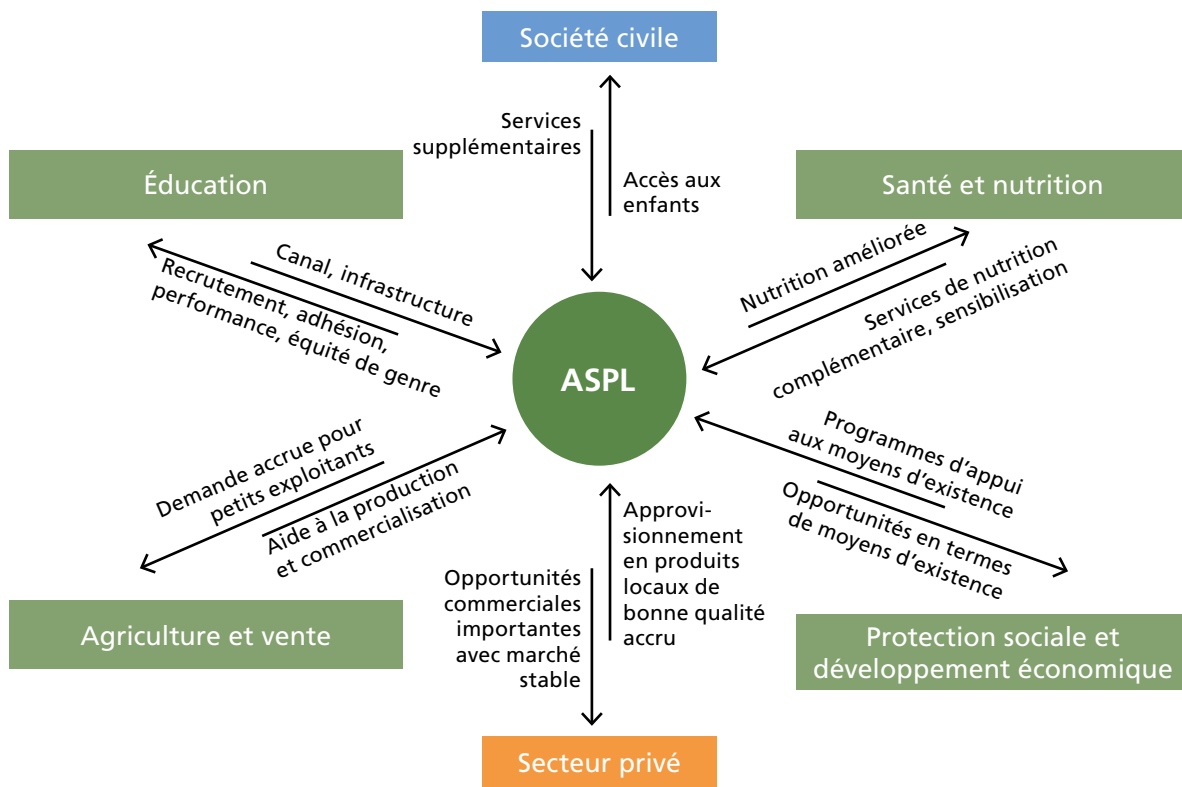 Société civile
Services
supplémentaires
Accès aux
enfants
Éducation
Santé et nutrition
Canal, infrastructure
Recrutement, adhésion,
performance, équité de genre
Nutrition améliorée
Services de nutrition
complémentaire, sensibilisation
ASPL
Demande accrue pour
petits exploitants
Aide à la production
et commercialisation
Programmes d'appui
aux moyens d'existence
Opportunités en termes
de moyens d'existence
Opportunités
commerciales
importantes
avec marché
stable
Approvi-
sionnement
en produits
locaux de
bonne qualité
accru
Agriculture et vente
Protection sociale et
développement économique
Secteur privé